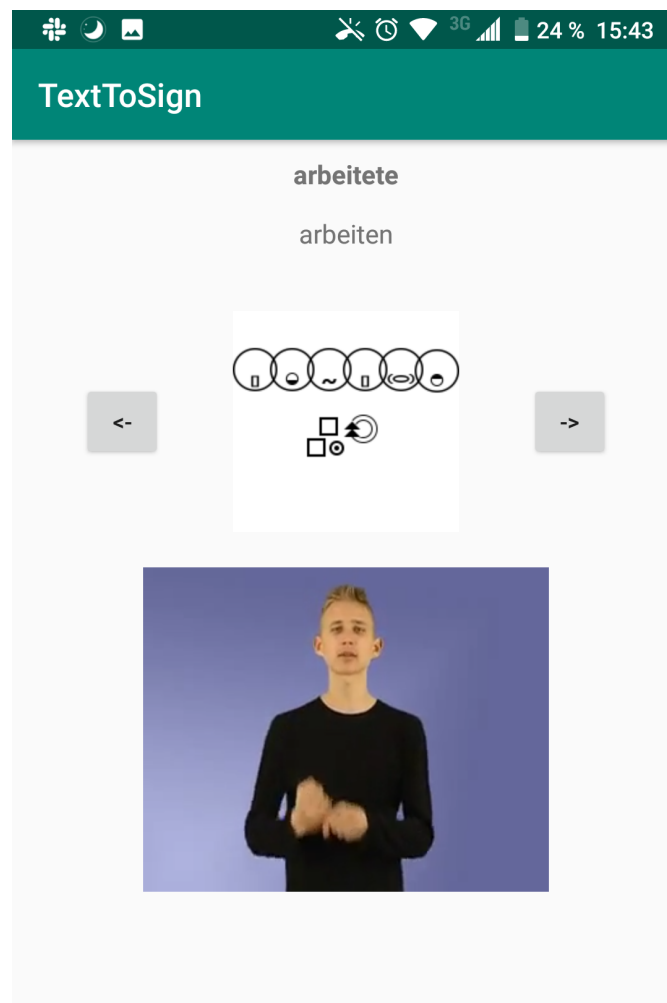 3G 24 % 15:43
TextToSign
arbeitete
arbeiten
<- ->